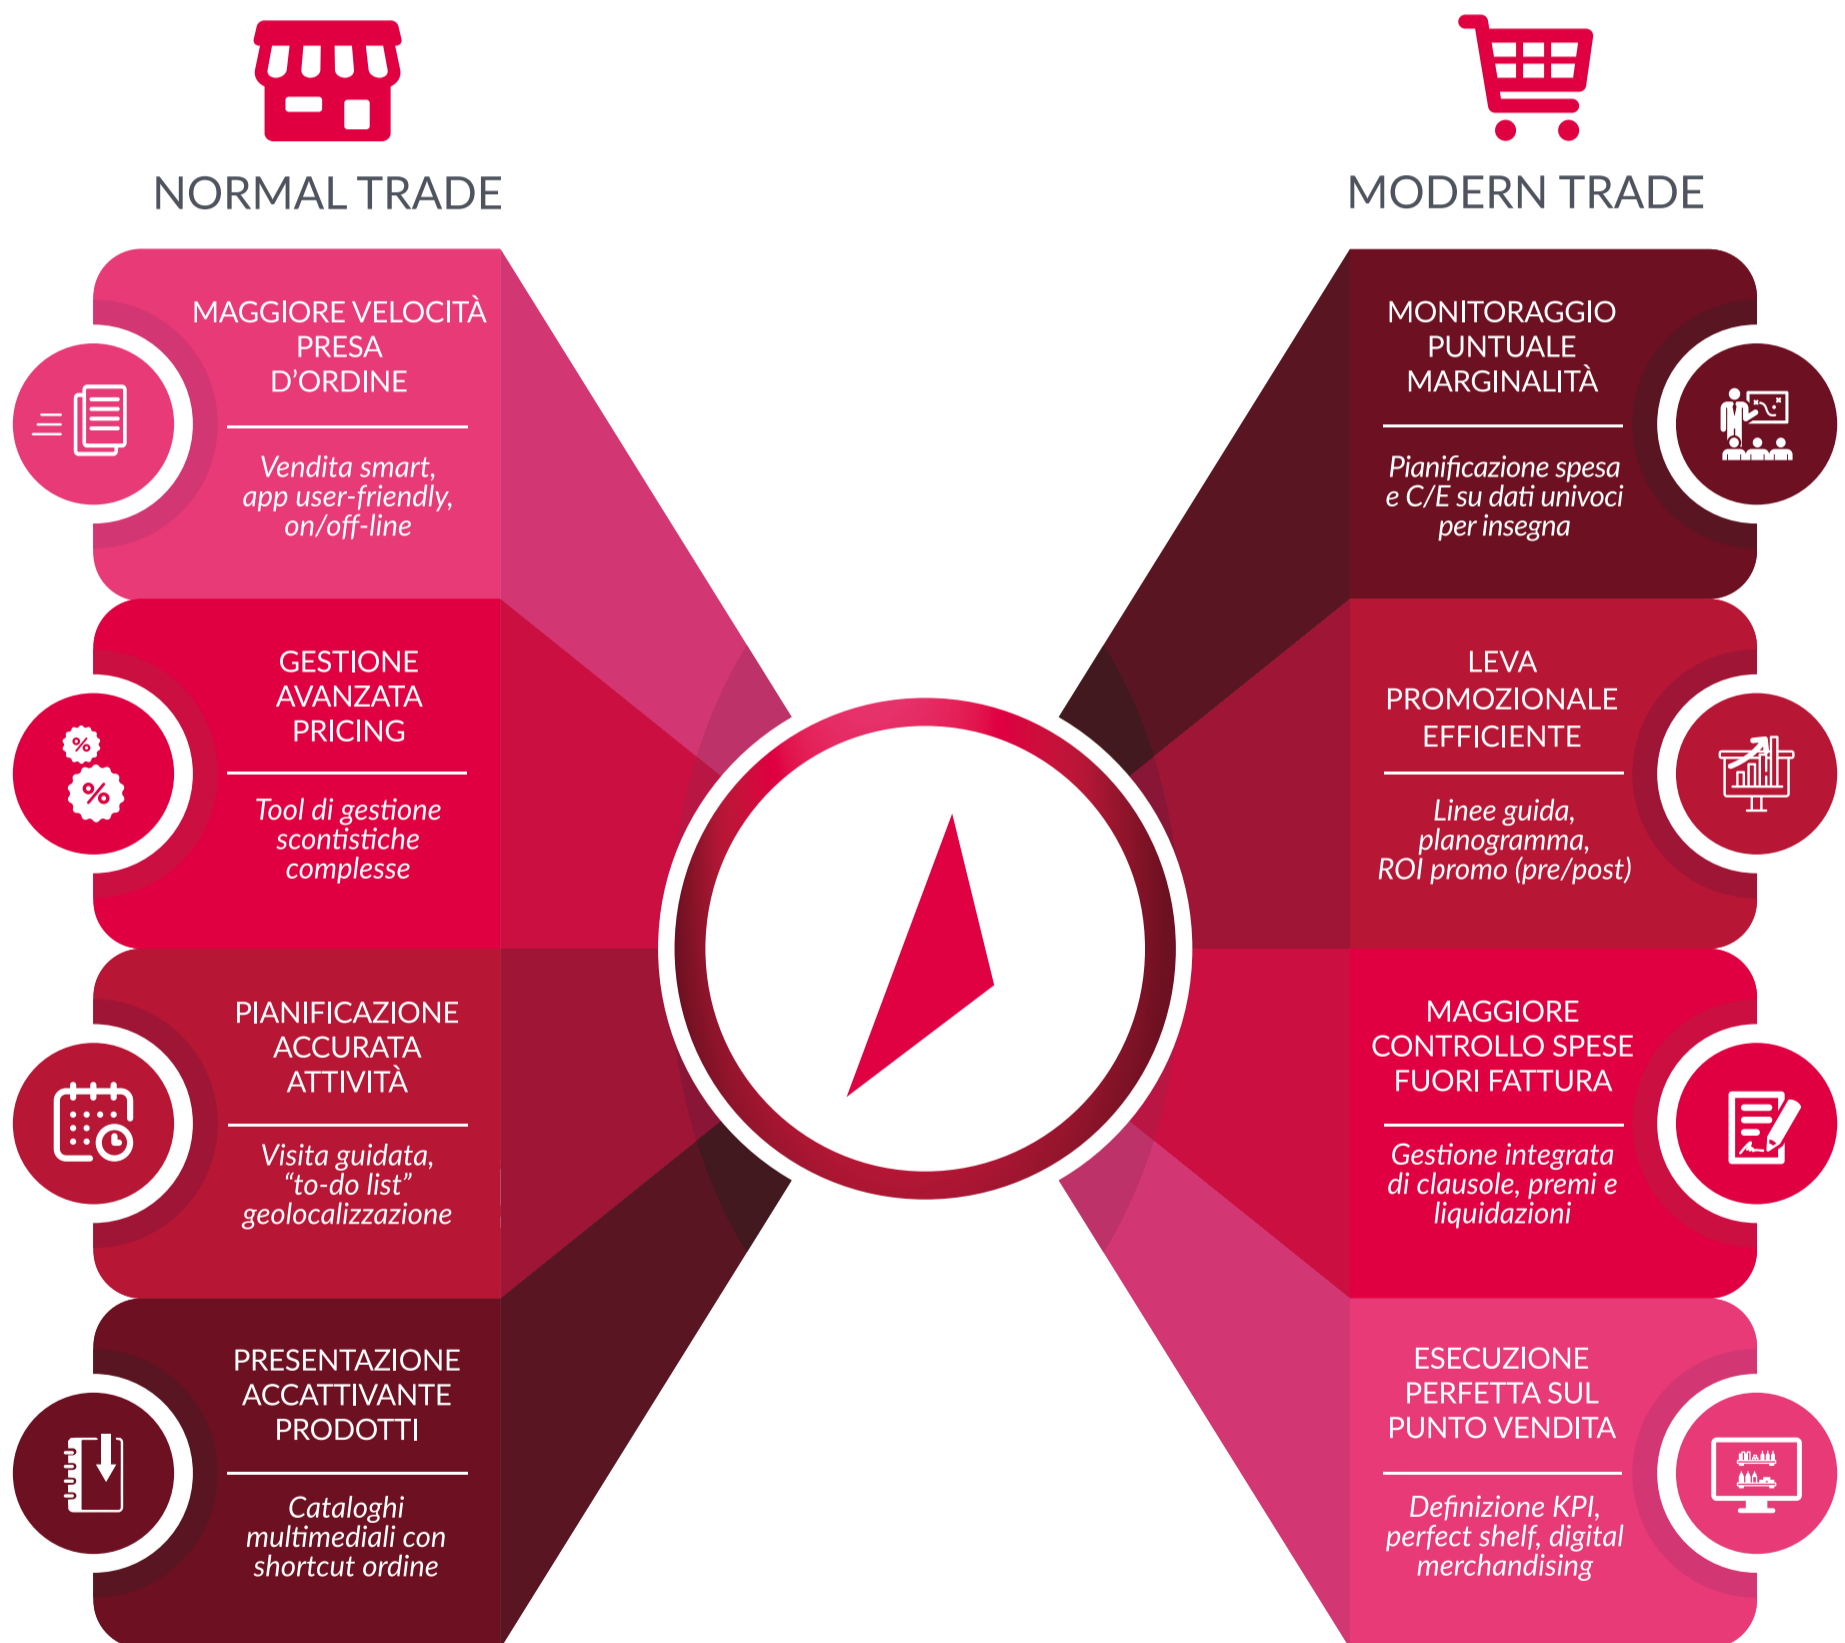 NORMAL TRADE
MAGGIORE VELOCITÀ
PRESA
D'ORDINE
Vendita smart,
app user-friendly,
on/off-line
GESTIONE
AVANZATA
PRICING
%
%
Tool di gestione
scontistiche
complesse
PIANIFICAZIONE
ACCURATA
ATTIVITÀ
Visita guidata,
“to-do list”
geolocalizzazione
PRESENTAZIONE
ACCATTIVANTE
PRODOTTI
Cataloghi
multimediali con
shortcut ordine
MODERN TRADE
MONITORAGGIO
PUNTUALE
MARGINALITÀ
Pianificazione spesa
e C/E su dati univoci
per insegna
LEVA
PROMOZIONALE
EFFICIENTE
Linee guida,
planogramma,
ROI promo (pre/post)
MAGGIORE
CONTROLLO SPESE
FUORI FATTURA
Gestione integrata
di clausole, premi e
liquidazioni
ESECUZIONE
PERFETTA SUL
PUNTO VENDITA
Definizione KPI,
perfect shelf, digital
merchandising